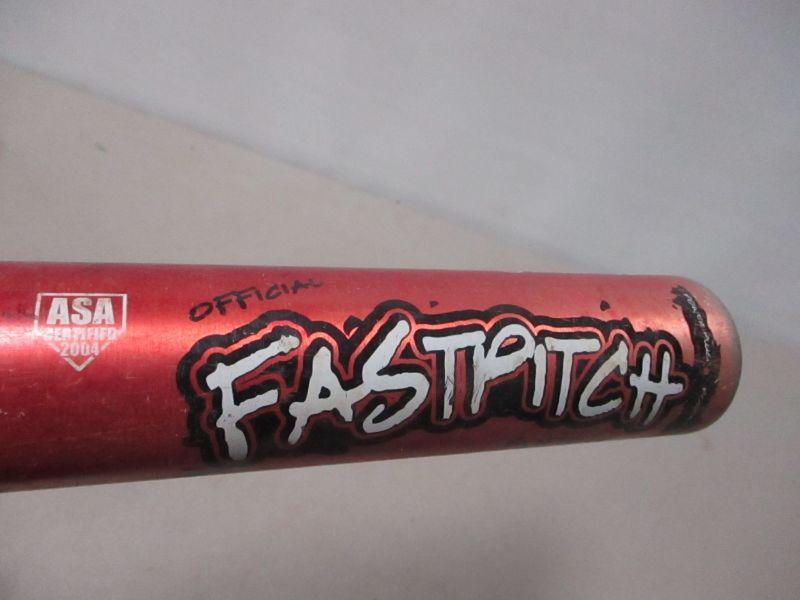 ASA
CERTIFIED
2004
OFFICIAL
FASTPITCH